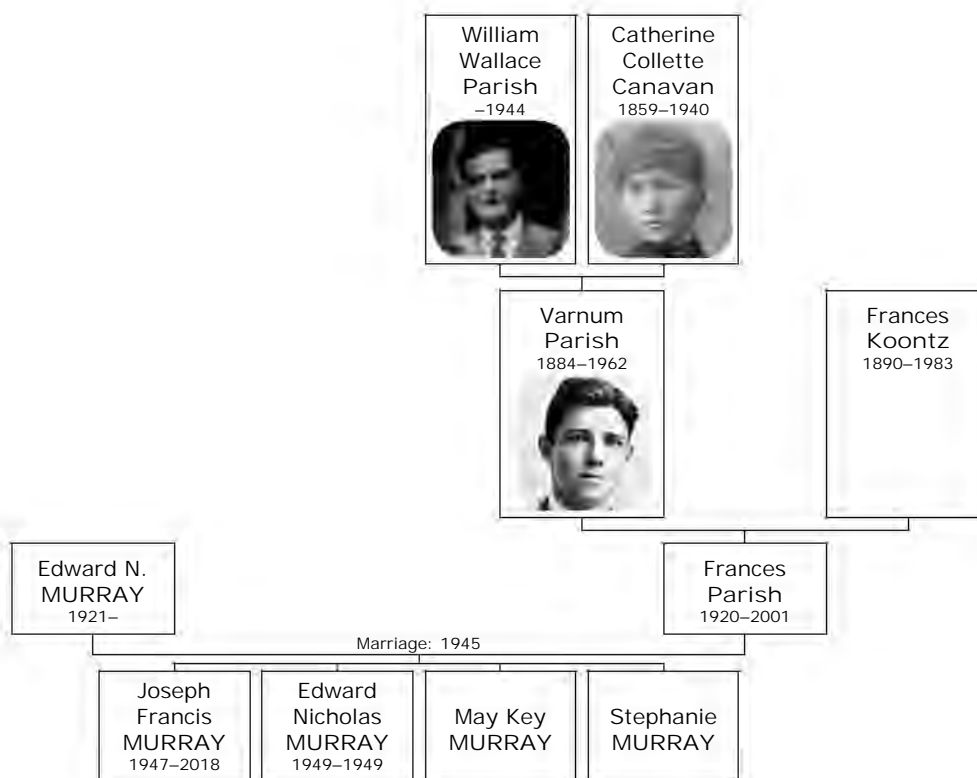 William
Wallace
Parish
–1944
Catherine
Collette
Canavan
1859–1940
Varnum
Parish
1884–1962
Frances
Koontz
1890–1983
Edward N.
MURRAY
1921–
Frances
Parish
1920–2001
Marriage: 1945
Joseph
Francis
MURRAY
1947–2018
Edward
Nicholas
MURRAY
1949–1949
May Key
MURRAY
Stephanie
MURRAY